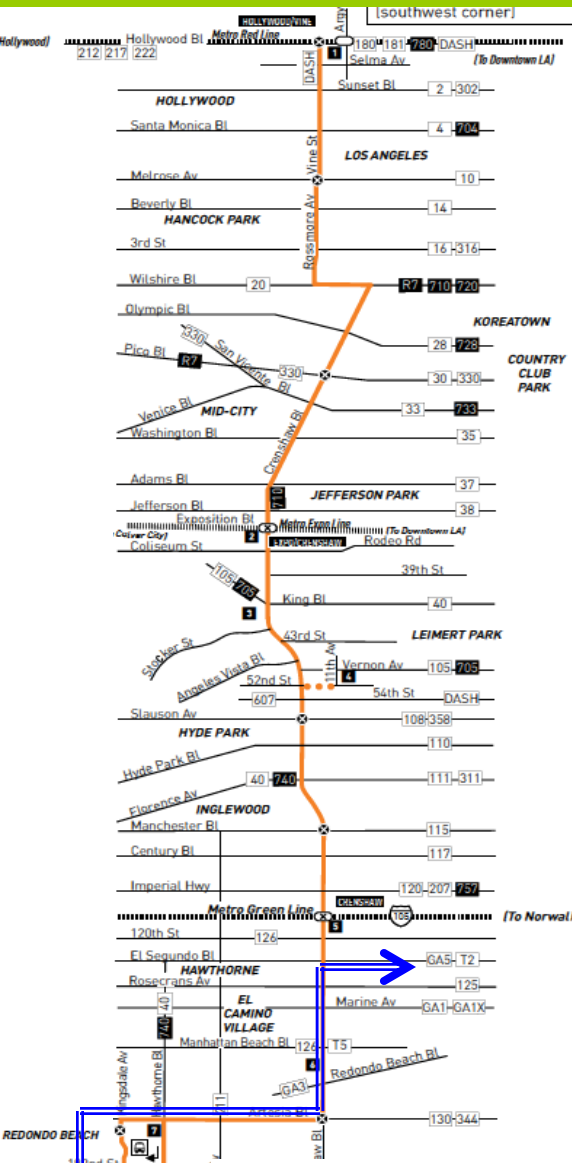 [southwest corner]
HOLLYWOOD/VINE
Hollywood]
Hollywood Bl
Metro Red Line
1
180 181 780 DASH
212 217 222
DASH
Selma Av
[To Downtown LA]
Sunset Bl
2 302
HOLLYWOOD
Santa Monica Bl
4 704
Vine St
LOS ANGELES
Melrose Av
10
Beverly Bl
14
HANCOCK PARK
Rossmore Av
3rd St
16 316
Wilshire Bl
20
R7 710 720
Olympic Bl
KOREATOWN
330
San Vicente Bl
28 728
Pico Bl
R7
330
30 330
COUNTRY
CLUB
PARK
Venice Bl
MID-CITY
33 733
Washington Bl
35
Crenshaw Bl
Adams Bl
37
710
JEFFERSON PARK
Jefferson Bl
38
Exposition Bl
Metro Expo Line
[To Downtown LA]
Culver City]
2
EXPO/CRENSHAW
Rodeo Rd
Coliseum St
105 705
39th St
King Bl
40
3
Stocker St
43rd St
11th Av
LEIMERT PARK
Angeles Vista Bl
Vernon Av
105 705
4
52nd St
54th St
607
DASH
Slauson Av
108 358
HYDE PARK
110
Hyde Park Bl
40 740
111 311
Florence Av
INGLEWOOD
Manchester Bl
115
Century Bl
117
Imperial Hwy
120 207 757
CRENSHAW
Metro Green Line
105
[To Norwal
5
120th St
126
El Segundo Bl
GA5 T2
HAWTHORNE
Rosecrans Av
125
40
740
EL
CAMINO
VILLAGE
Marine Av
GA1 GA1X
Manhattan Beach Bl
126 T5
6
Redondo Beach Bl
GA3
Kingsdale Av
Hawthorne Bl
211
Artesia Bl
130 344
REDONDO BEACH
7
aw Bl